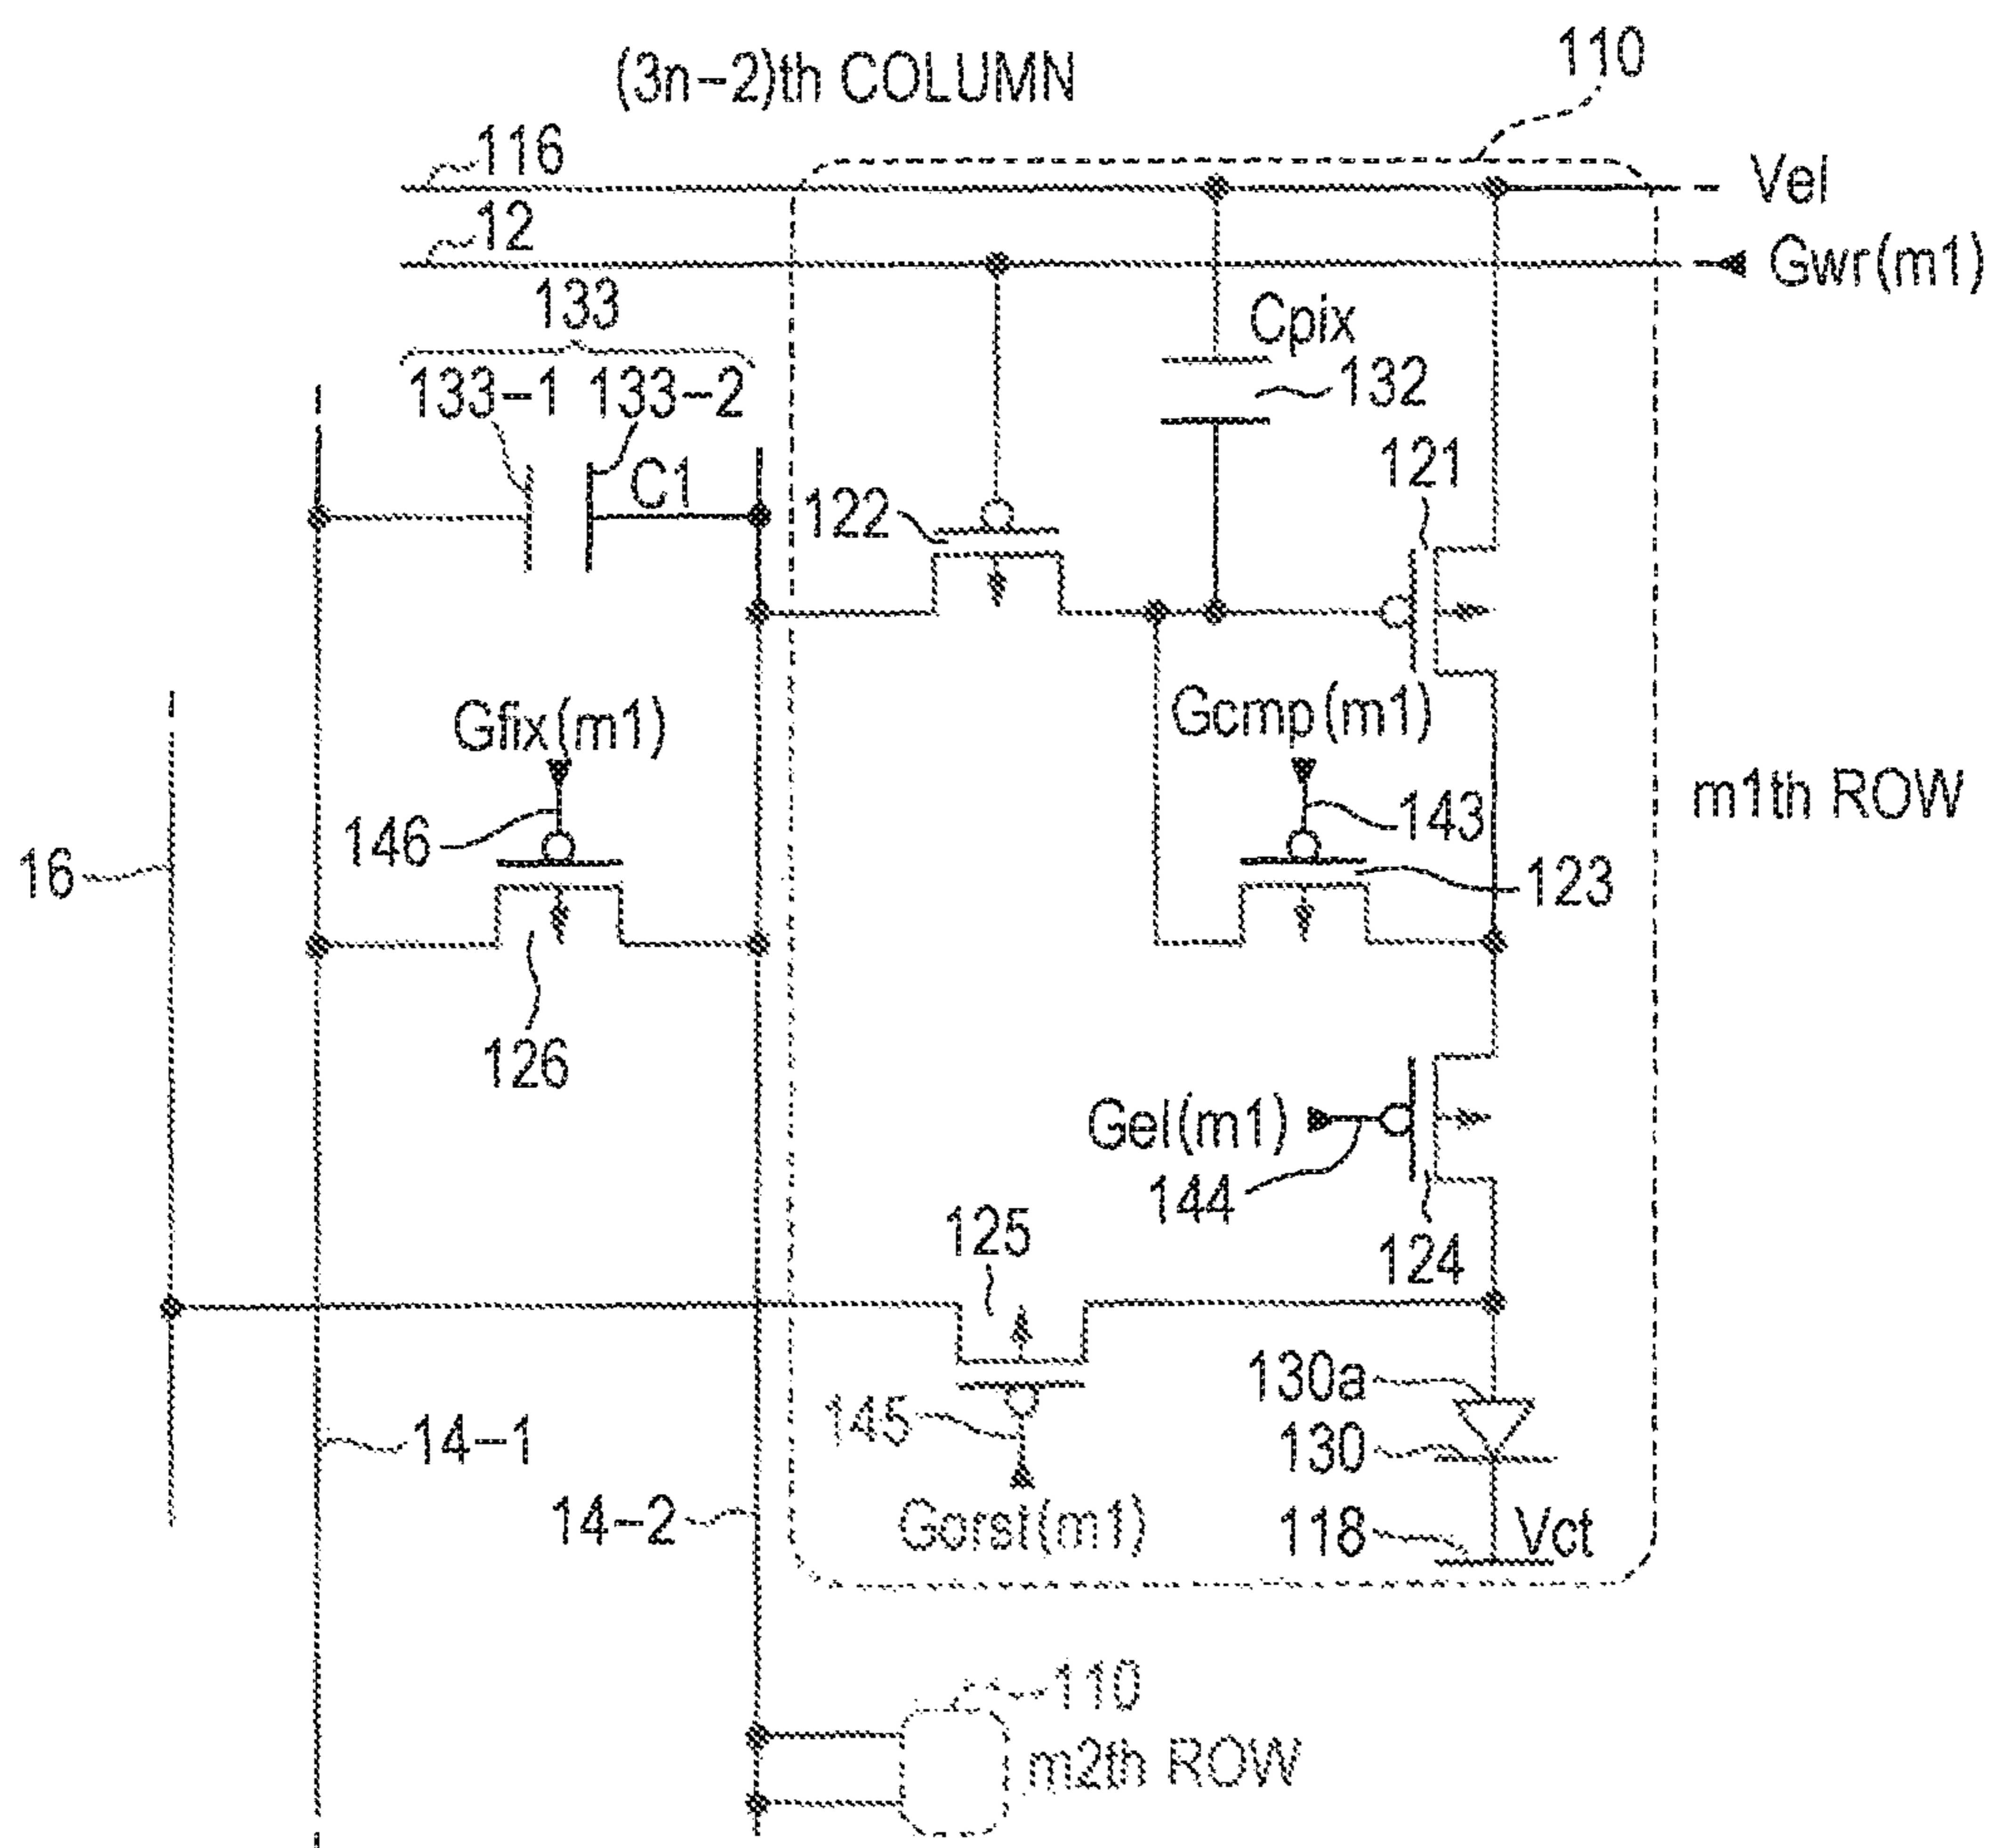 (3n-2)th COLUMN
110
116
Vel
12
Gwr(m1)
133
Cpix
133-1
133-2
132
C1
121
122
Gfix(m1)
Gcmp(m1)
146
143
m1th ROW
16
123
126
Gel(m1)
144
125
124
130a
145
14-1
130
14-2
Gorst(m1)
118
Vct
110
m2th ROW